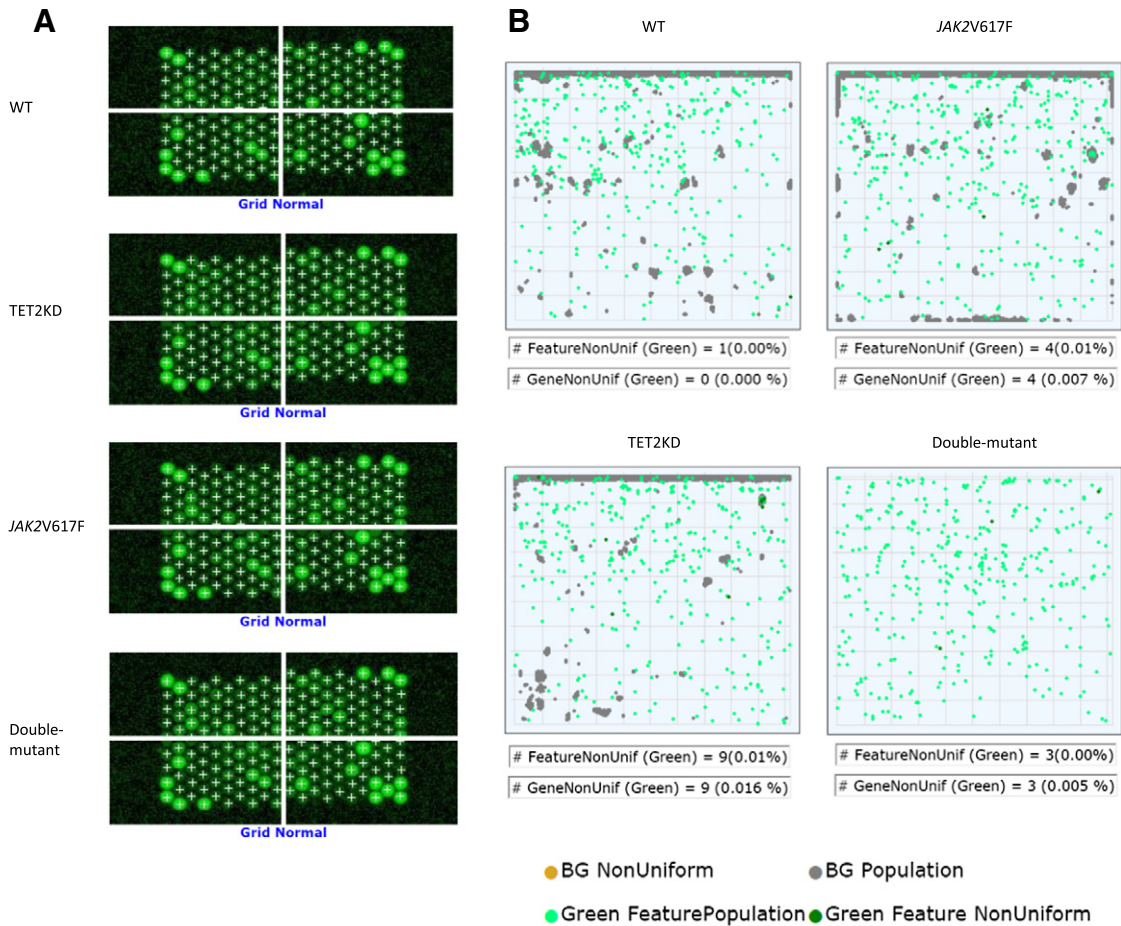 A
WT
Grid Normal
TET2KD
Grid Normal
JAK2V617F
Grid Normal
Double-
mutant
Grid Normal
B
WT
# FeatureNonUnif (Green) = 1(0.00%)
# GeneNonUnif (Green) = 0 (0.000 %)
JAK2V617F
# FeatureNonUnif (Green) = 4(0.01%)
# GeneNonUnif (Green) = 4 (0.007 %)
TET2KD
# FeatureNonUnif (Green) = 9(0.01%)
# GeneNonUnif (Green) = 9 (0.016 %)
Double-mutant
# FeatureNonUnif (Green) = 3(0.00%)
# GeneNonUnif (Green) = 3 (0.005 %)
BG NonUniform
BG Population
Green FeaturePopulation
Green Feature NonUniform